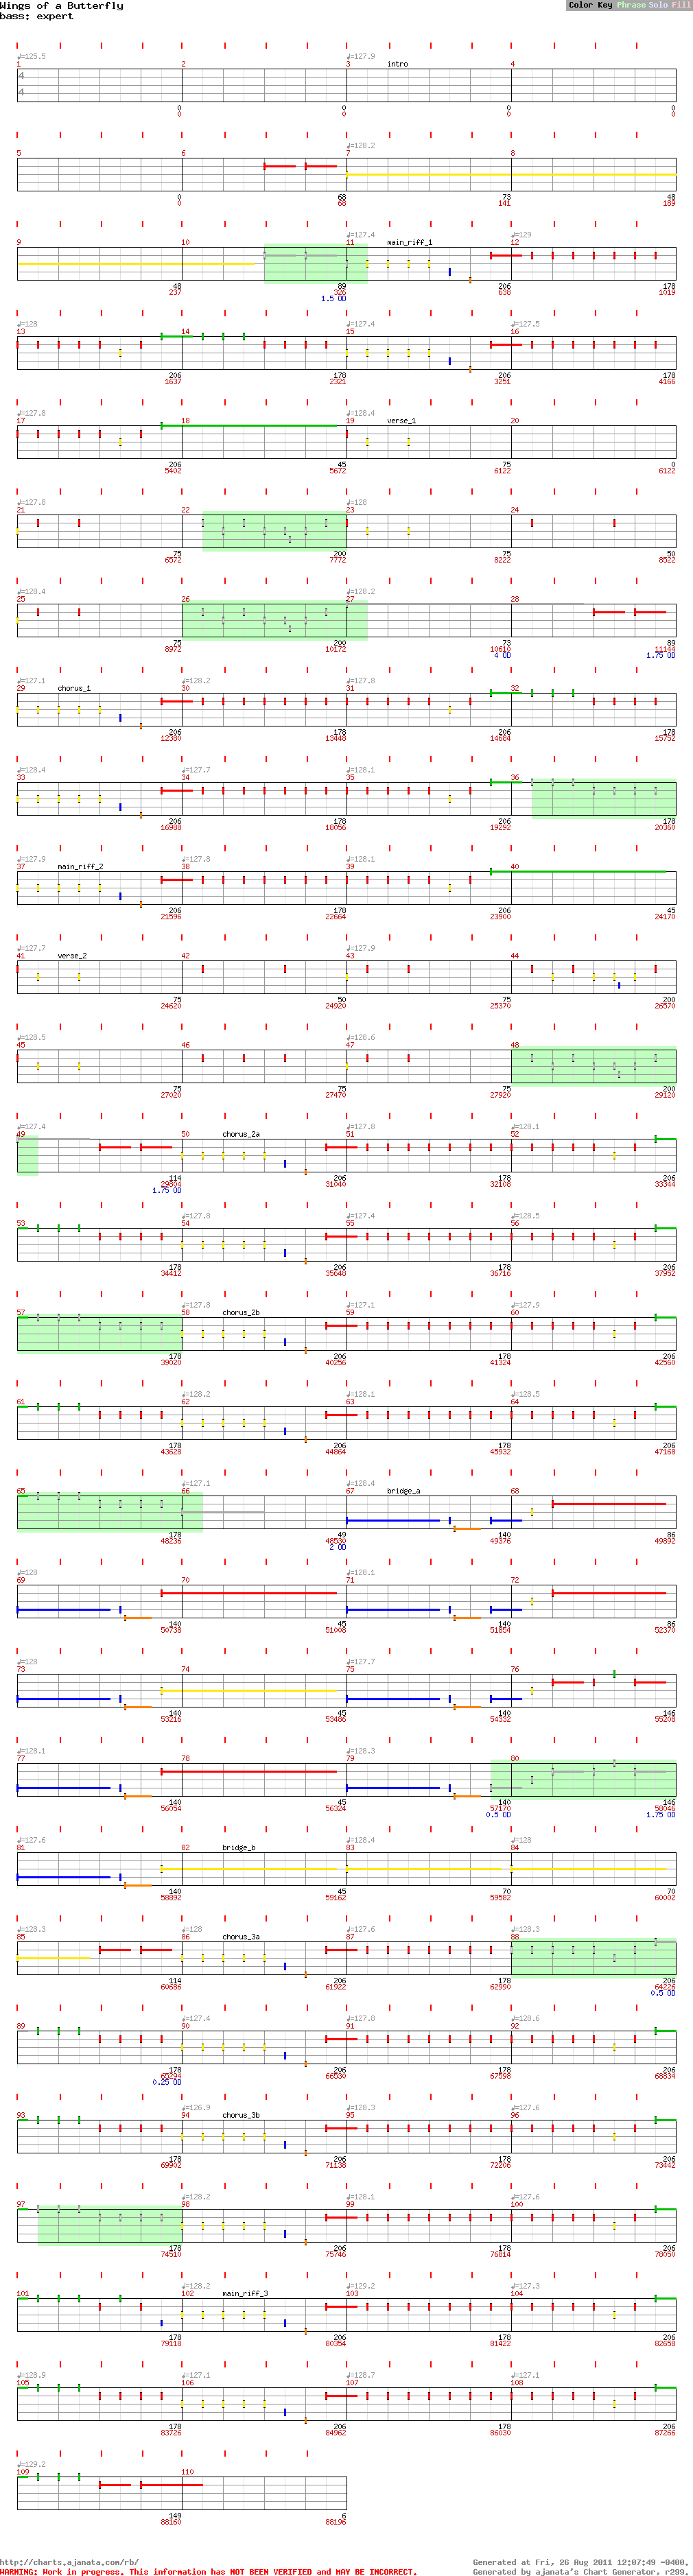 Wings of a Butterfly
Color Key Phrase Solo Fill
bass: expert
♩=125.5 ♩=127.9
1 2 3 intro 4
4
4
0 0 0 0
0 0 0 0
♩=128.2
5 6 7 8
0 68 73 48
0 68 141 189
♩=127.4 ♩=129
9 10 11 main_riff_1 12
48 89 206 178
237 326 638 1019
1.5 OD
♩=128 ♩=127.4 ♩=127.5
13 14 15 16
206 178 206 178
1637 2321 3251 4166
♩=127.8 ♩=128.4
17 18 19 verse_1 20
206 45 75 0
5402 5672 6122 6122
♩=127.8 ♩=128
21 22 23 24
75 200 75 50
6572 7772 8222 8522
♩=128.4 ♩=128.2
25 26 27 28
75 200 73 89
8972 10172 10610 11144
4 OD 1.75 OD
♩=127.1 ♩=128.2 ♩=127.8
29 chorus_1 30 31 32
206 178 206 178
12380 13448 14684 15752
♩=128.4 ♩=127.7 ♩=128.1
33 34 35 36
206 178 206 178
16988 18056 19292 20360
♩=127.9 ♩=127.8 ♩=128.1
37 main_riff_2 38 39 40
206 178 206 45
21596 22664 23900 24170
♩=127.7 ♩=127.9
41 verse_2 42 43 44
75 50 75 200
24620 24920 25370 26570
♩=128.5 ♩=128.6
45 46 47 48
75 75 75 200
27020 27470 27920 29120
♩=127.4 ♩=127.8 ♩=128.1
49 50 chorus_2a 51 52
114 206 178 206
29804 31040 32108 33344
1.75 OD
♩=127.8 ♩=127.4 ♩=128.5
53 54 55 56
178 206 178 206
34412 35648 36716 37952
♩=127.8 ♩=127.1 ♩=127.9
57 58 chorus_2b 59 60
178 206 178 206
39020 40256 41324 42560
♩=128.2 ♩=128.1 ♩=128.5
61 62 63 64
178 206 178 206
43628 44864 45932 47168
♩=127.1 ♩=128.4
65 66 67 bridge_a 68
178 49 140 86
48236 48530 49376 49892
2 OD
♩=128 ♩=128.1
69 70 71 72
140 45 140 86
50738 51008 51854 52370
♩=128 ♩=127.7
73 74 75 76
140 45 140 146
53216 53486 54332 55208
♩=128.1 ♩=128.3
77 78 79 80
140 45 140 146
56054 56324 57170 58046
0.5 OD 1.75 OD
♩=127.6 ♩=128.4 ♩=128
81 82 bridge_b 83 84
140 45 70 70
58892 59162 59582 60002
♩=128.3 ♩=128 ♩=127.6 ♩=128.3
85 86 chorus_3a 87 88
114 206 178 206
60686 61922 62990 64226
0.5 OD
♩=127.4 ♩=127.8 ♩=128.6
89 90 91 92
178 206 178 206
65294 66530 67598 68834
0.25 OD
♩=126.9 ♩=128.3 ♩=127.6
93 94 chorus_3b 95 96
178 206 178 206
69902 71138 72206 73442
♩=128.2 ♩=128.1 ♩=127.6
97 98 99 100
178 206 178 206
74510 75746 76814 78050
♩=128.2 ♩=129.2 ♩=127.3
101 102 main_riff_3 103 104
178 206 178 206
79118 80354 81422 82658
♩=128.9 ♩=127.1 ♩=128.7 ♩=127.1
105 106 107 108
178 206 178 206
83726 84962 86030 87266
♩=129.2
109 110
149 6
88160 88196
http://charts.ajanata.com/rb/ Generated at Fri, 26 Aug 2011 12:07:49 -0400.
WARNING: Work in progress. This information has NOT BEEN VERIFIED and MAY BE INCORRECT. Generated by ajanata's Chart Generator, r299.